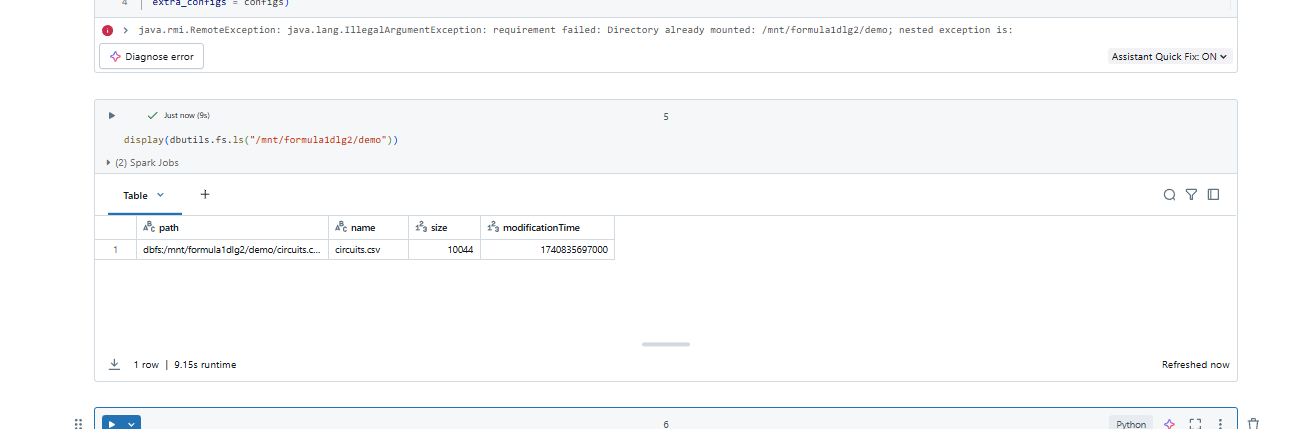 4 extra_configs = configs)
java.rmi.RemoteException: java.lang.IllegalArgumentException: requirement failed: Directory already mounted: /mnt/formula1dlg2/demo; nested exception is:
Diagnose error
Assistant Quick Fix: ON
Just now (9s)
5
display(dbutils.fs.ls("/mnt/formula1dlg2/demo"))
(2) Spark Jobs
Table
+
path name size modificationTime
1 dbfs:/mnt/formula1dlg2/demo/circuits.c... circuits.csv 10044 1740835697000
1 row | 9.15s runtime
Refreshed now
6
Python